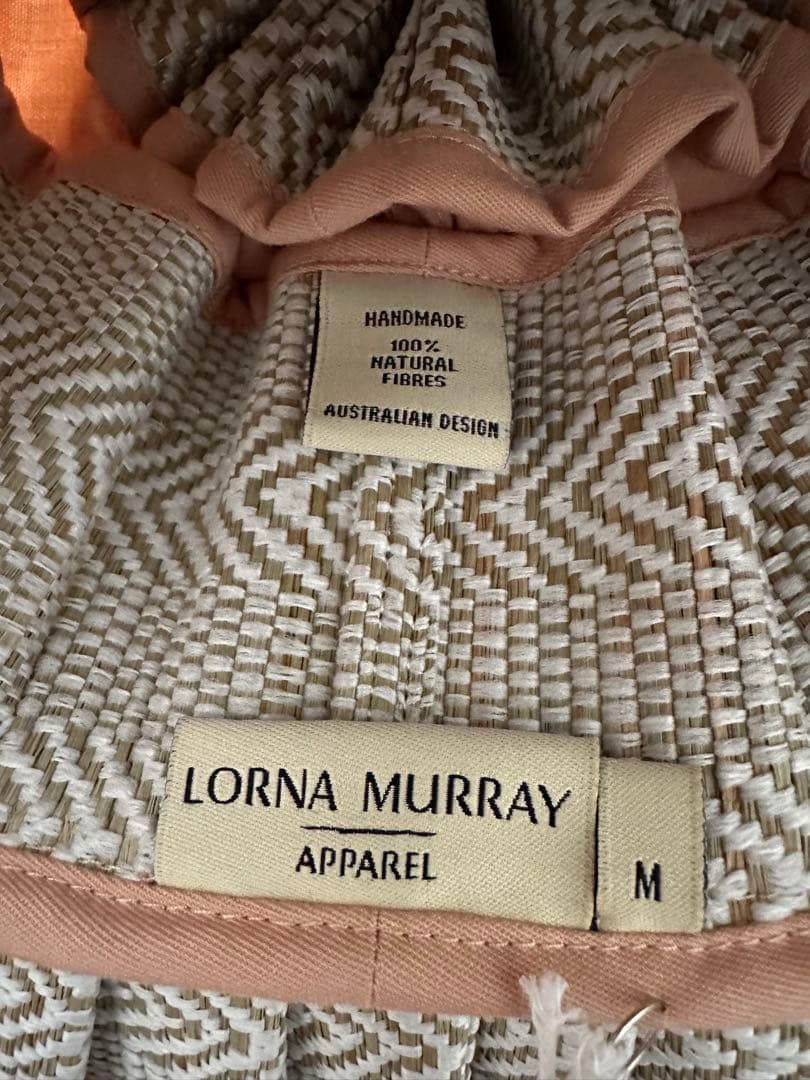 HANDMADE
100%
NATURAL
FIBRES
AUSTRALIAN DESIGN
LORNA MURRAY
APPAREL
M